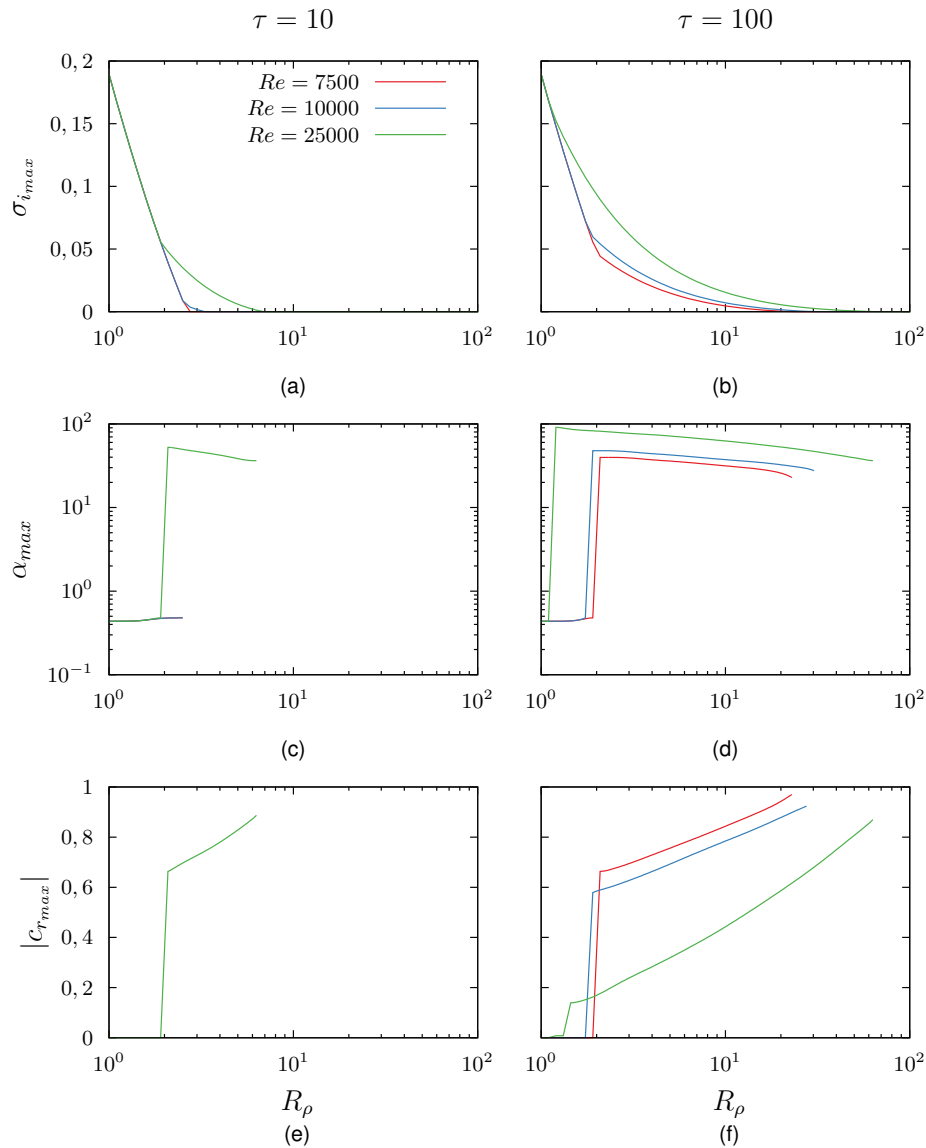 τ = 10
τ = 100
0,2
0,15
0,1
0,05
0
σ_{i_{max}}
Re = 7500
Re = 10000
Re = 25000
10^0
10^1
10^2
10^0
10^1
10^2
(a)
(b)
10^2
10^1
10^0
10^{−1}
α_{max}
10^0
10^1
10^2
10^0
10^1
10^2
(c)
(d)
1
0,8
0,6
0,4
0,2
0
|c_{r_{max}}|
10^0
10^1
10^2
10^0
10^1
10^2
R_ρ
R_ρ
(e)
(f)